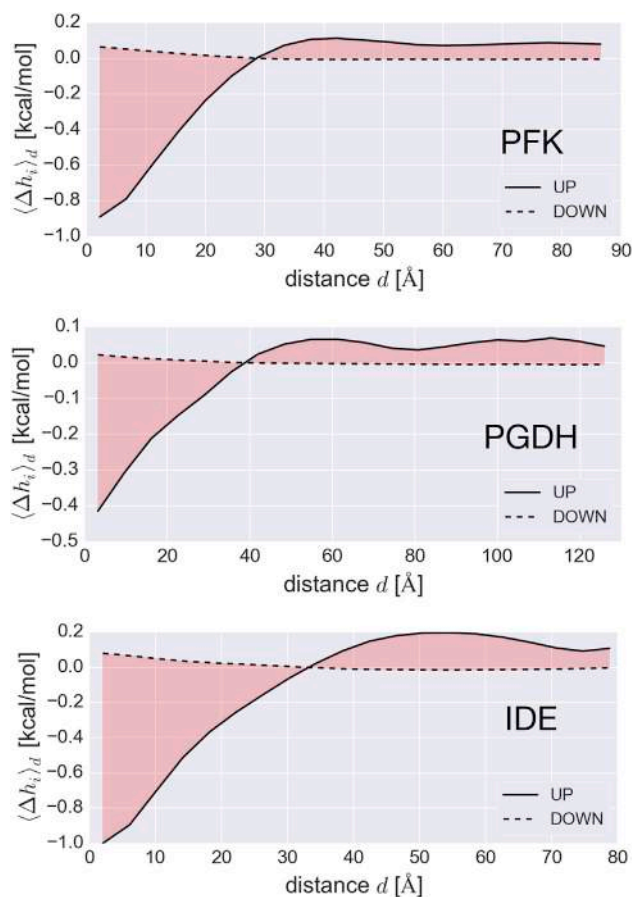 0.2
0.0
−0.2
−0.4
−0.6
−0.8
−1.0
⟨Δh_i⟩_d [kcal/mol]
PFK
UP
DOWN
0 10 20 30 40 50 60 70 80 90
distance d [Å]
0.1
0.0
−0.1
−0.2
−0.3
−0.4
−0.5
⟨Δh_i⟩_d [kcal/mol]
PGDH
UP
DOWN
0 20 40 60 80 100 120
distance d [Å]
0.2
0.0
−0.2
−0.4
−0.6
−0.8
−1.0
⟨Δh_i⟩_d [kcal/mol]
IDE
UP
DOWN
0 10 20 30 40 50 60 70 80
distance d [Å]